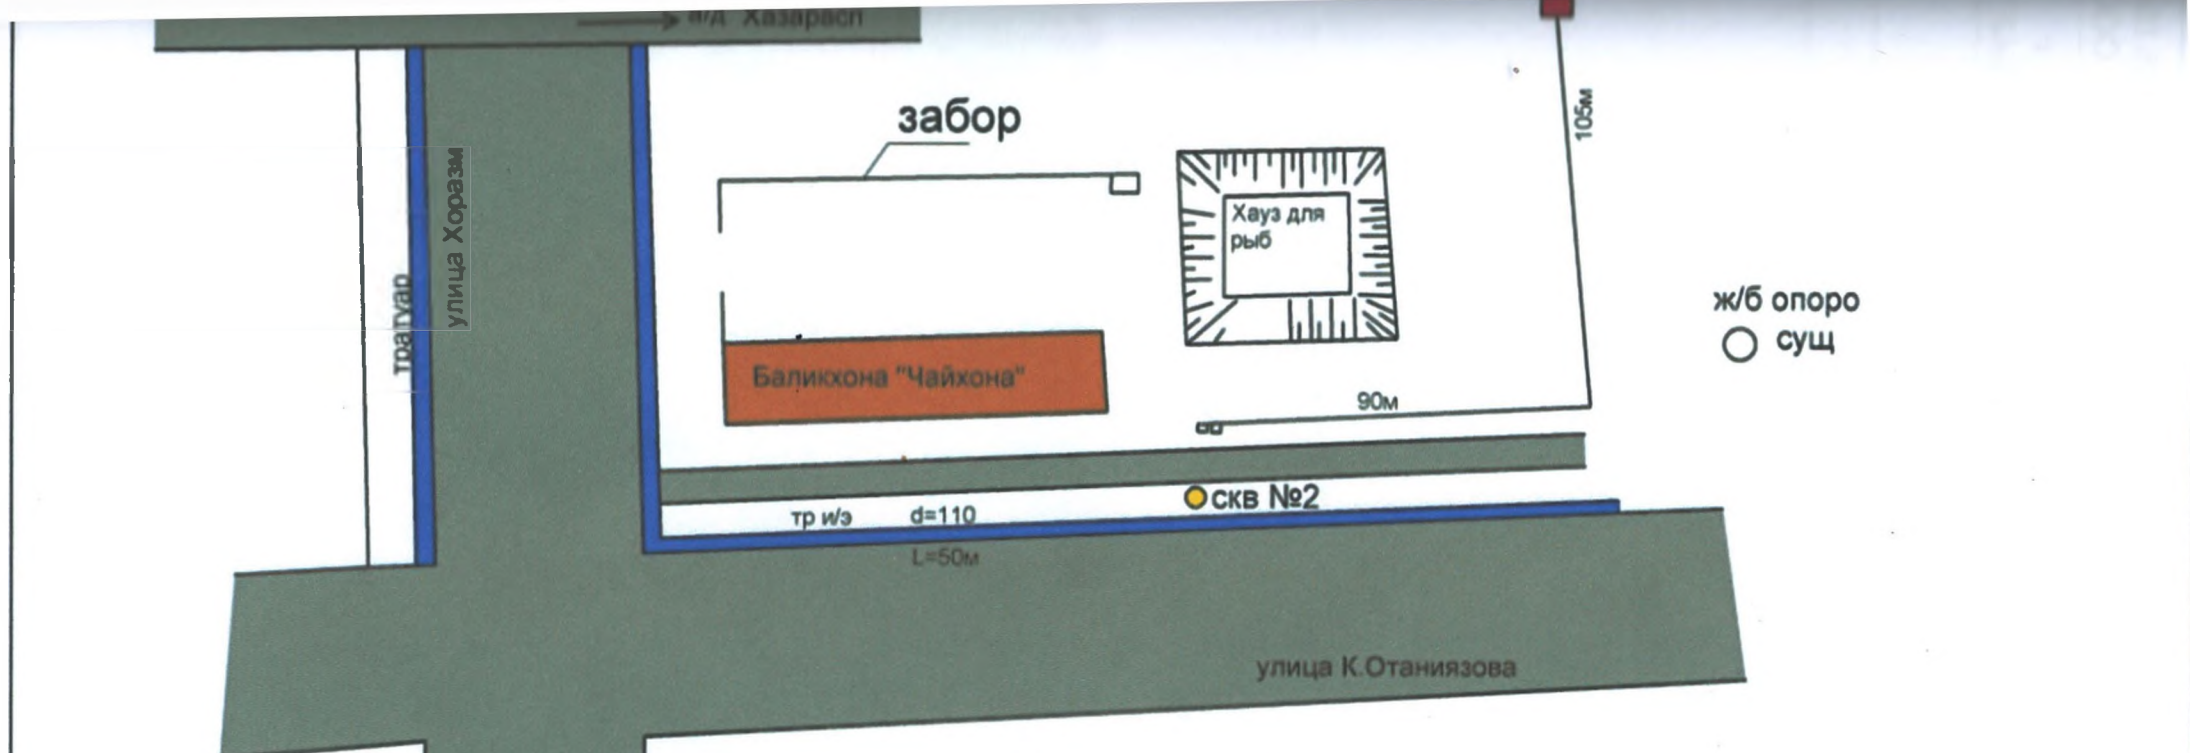 а/д Хазарасп
забор
105м
улица Хоразм
тратуар
Хауз для
рыб
ж/б опоро
сущ
Баликхона "Чайхона"
90м
скв №2
тр и/э d=110
L=50м
улица К.Отаниязова